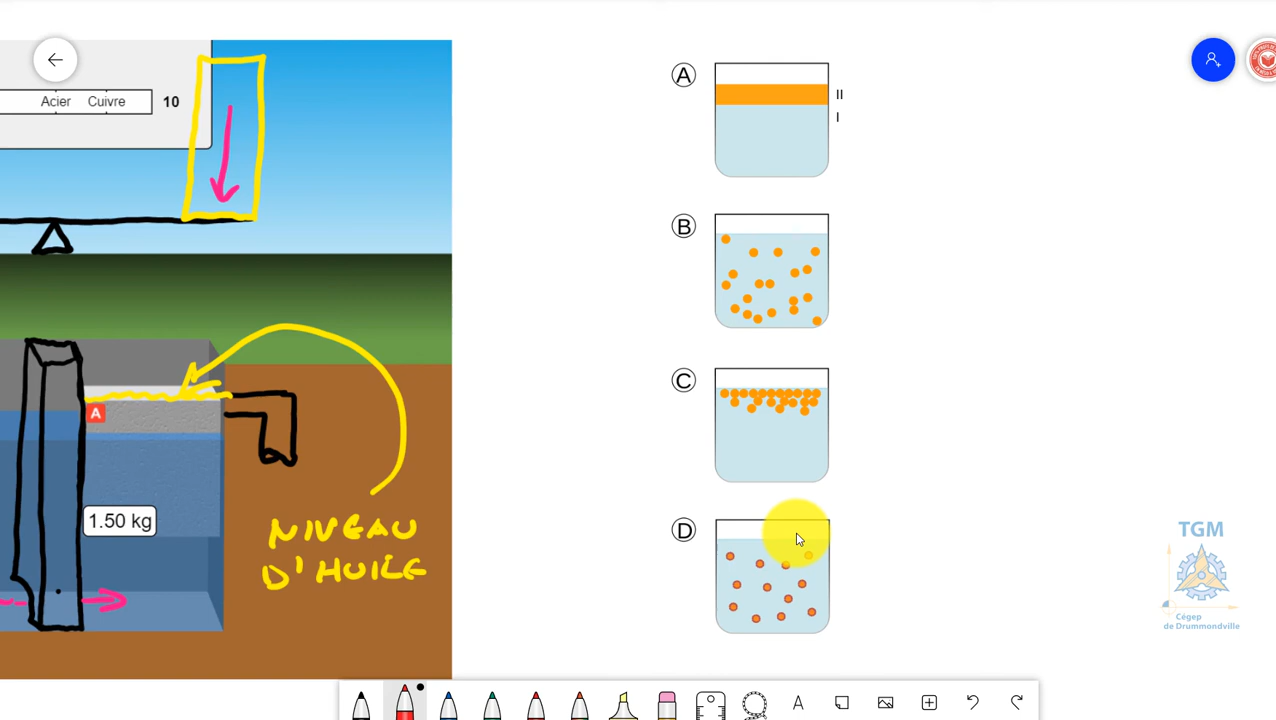 Acier Cuivre 10
A
1.50 kg
NIVEAU
D'HUILE
A
II
I
B
C
D
TGM
Cégep
de Drummondville
A